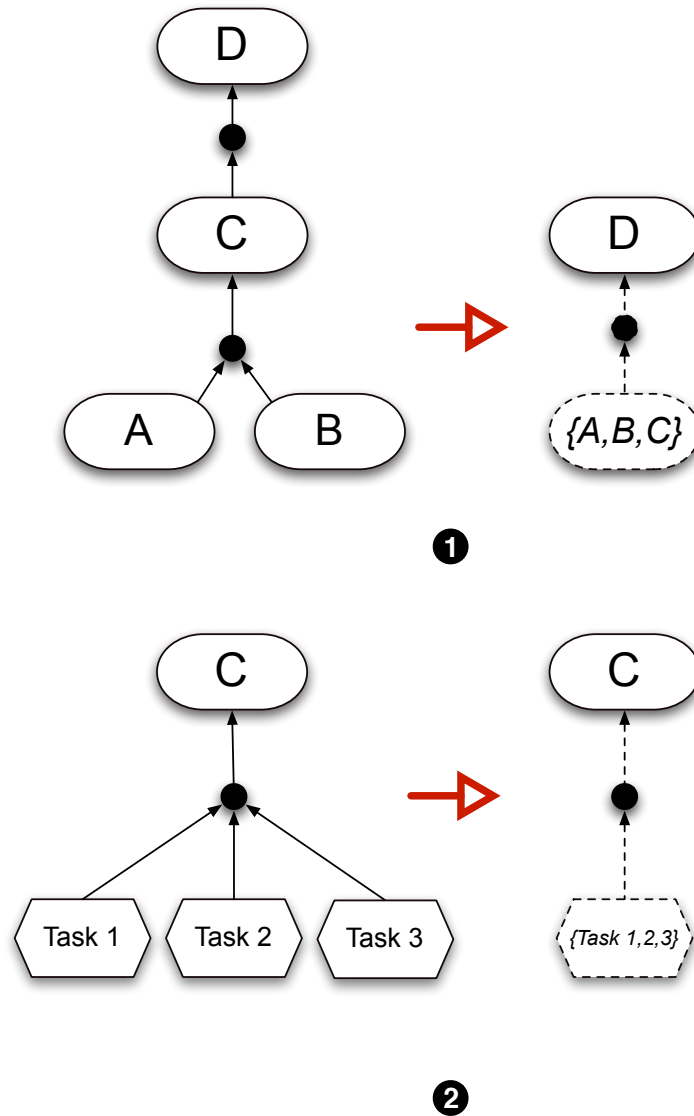 D
C
D
A
B
{A,B,C}
1
C
C
Task 1
Task 2
Task 3
{Task 1,2,3}
2